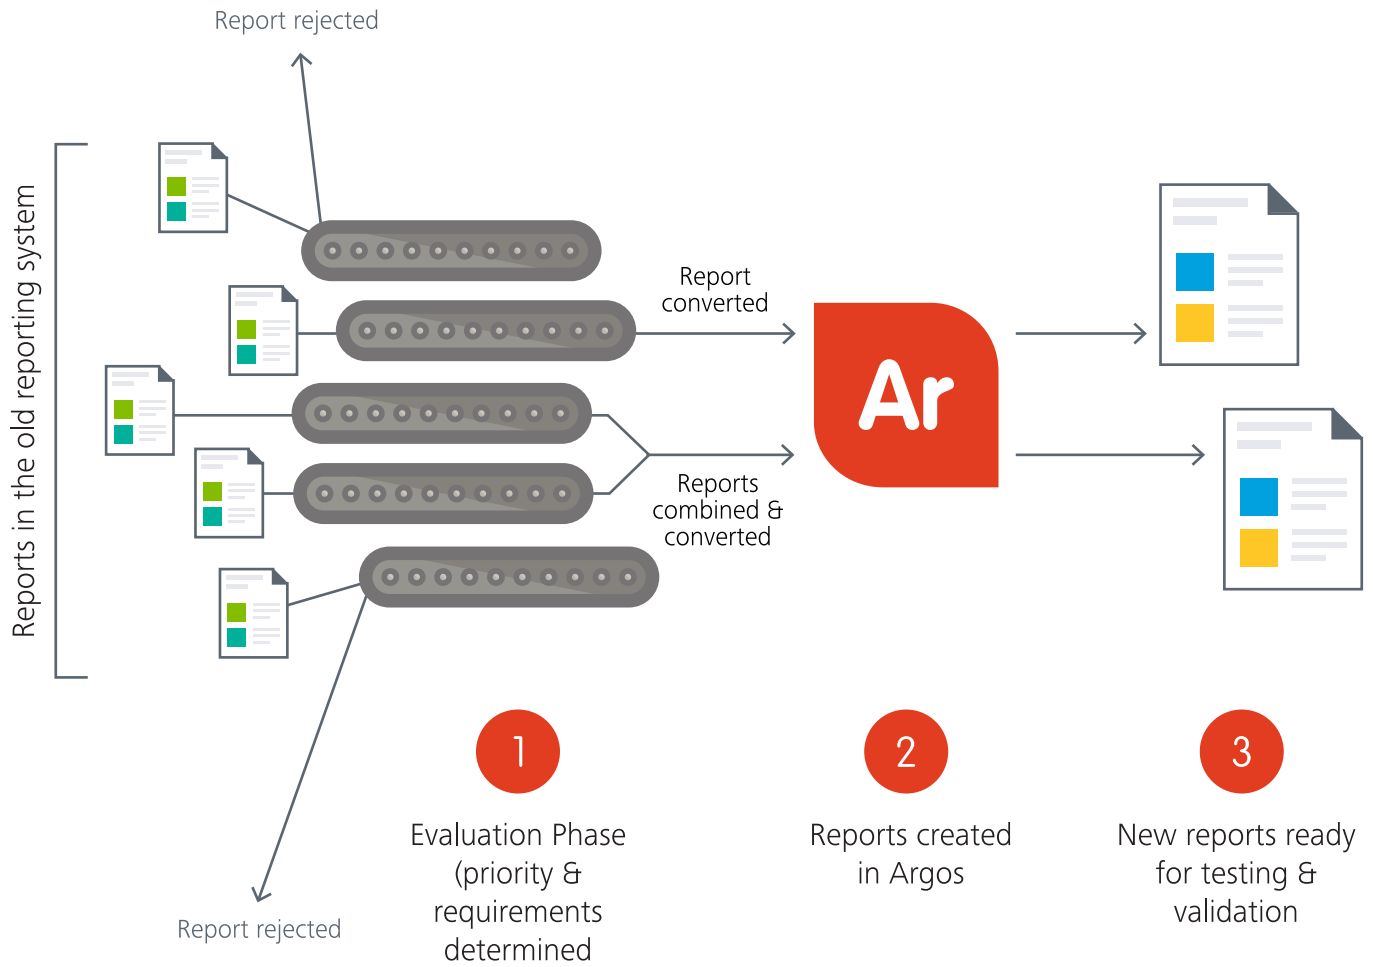 Report rejected
Reports in the old reporting system
Report
converted
Ar
Reports
combined &
converted
Report rejected
1
Evaluation Phase
(priority &
requirements
determined
2
Reports created
in Argos
3
New reports ready
for testing &
validation